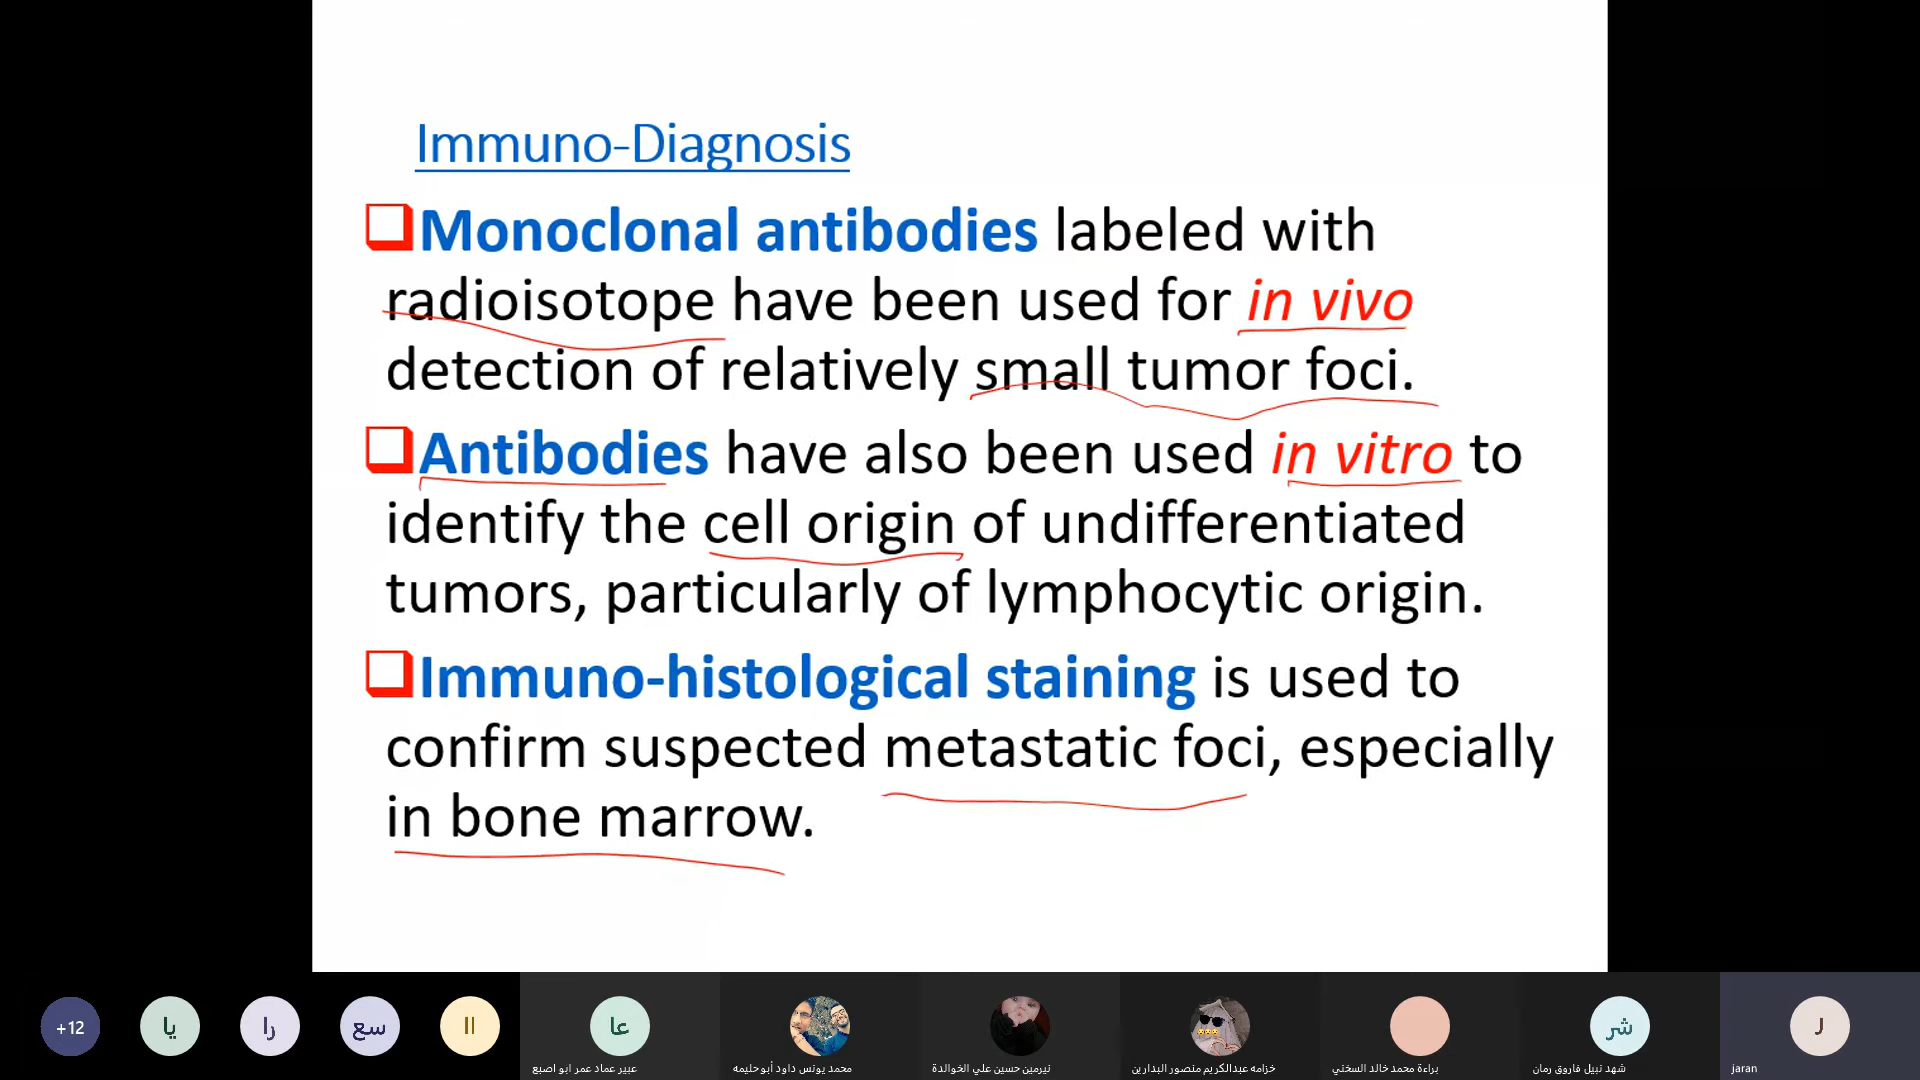 Immuno-Diagnosis
Monoclonal antibodies labeled with
radioisotope have been used for in vivo
detection of relatively small tumor foci.
Antibodies have also been used in vitro to
identify the cell origin of undifferentiated
tumors, particularly of lymphocytic origin.
Immuno-histological staining is used to
confirm suspected metastatic foci, especially
in bone marrow.
+12
يا
را
سع
اا
عا
شر
J
عبير عماد عمر ابو اصبع
محمد يونس داود أبوحليمه
نيرمين حسين علي الخوالدة
خزامه عبدالكريم منصور البدارين
براءة محمد خالد السخني
شهد نبيل فاروق رمان
jaran